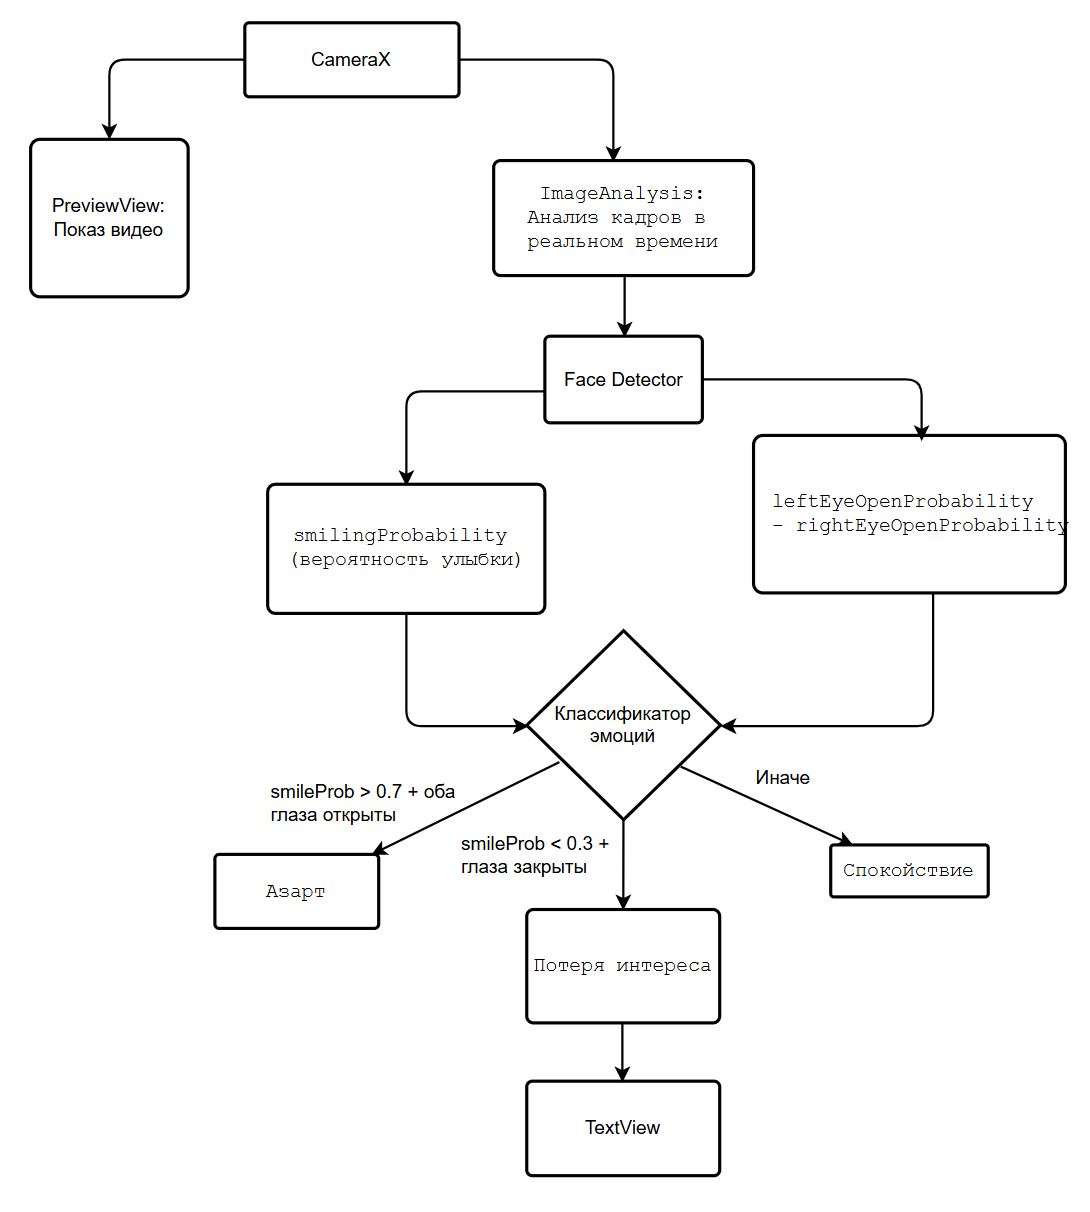 CameraX
PreviewView:
Показ видео
ImageAnalysis:
Анализ кадров в
реальном времени
Face Detector
smilingProbability
(вероятность улыбки)
leftEyeOpenProbability
– rightEyeOpenProbability
Классификатор
эмоций
smileProb > 0.7 + оба
глаза открыты
smileProb < 0.3 +
глаза закрыты
Иначе
Азарт
Потеря интереса
Спокойствие
TextView